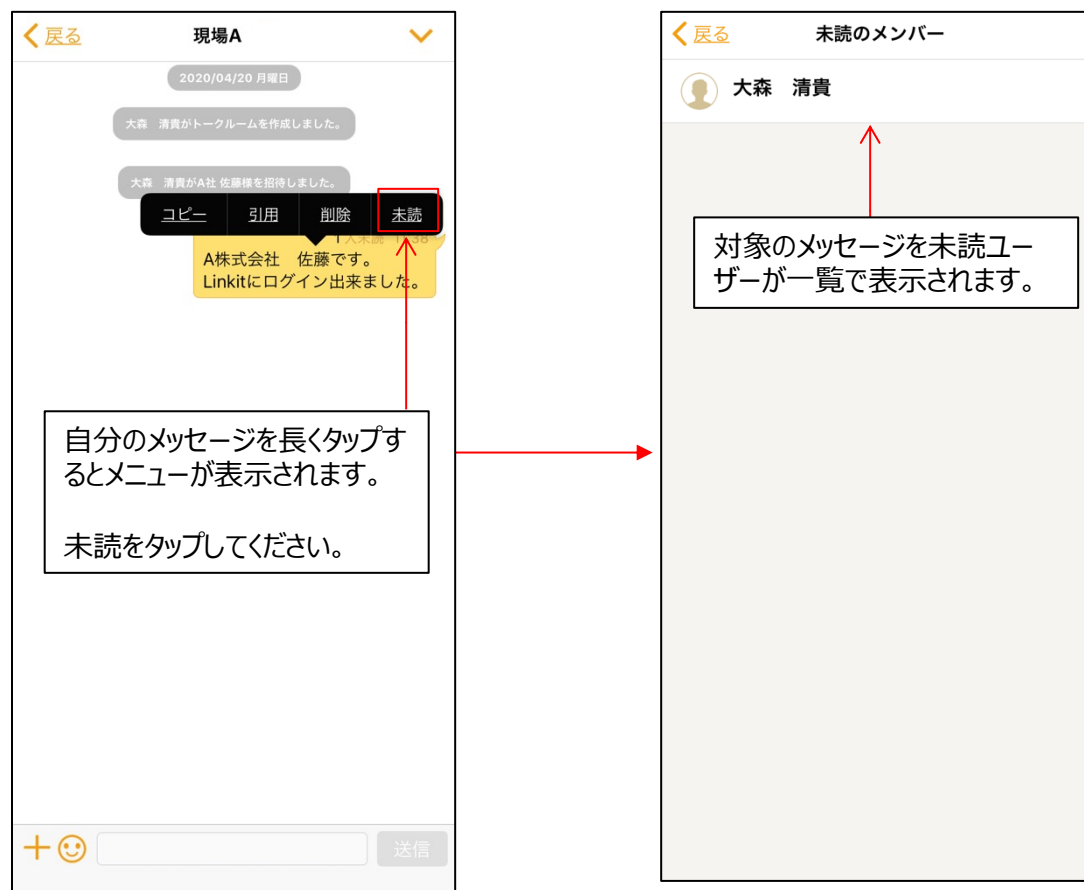 戻る
現場A
2020/04/20 月曜日
大森　清貴がトークルームを作成しました。
大森　清貴がA社 佐藤様を招待しました。
コピー
引用
削除
未読
A株式会社　佐藤です。
Linkitにログイン出来ました。
自分のメッセージを長くタップす
るとメニューが表示されます。
未読をタップしてください。
送信
戻る
未読のメンバー
大森　清貴
対象のメッセージを未読ユー
ザーが一覧で表示されます。